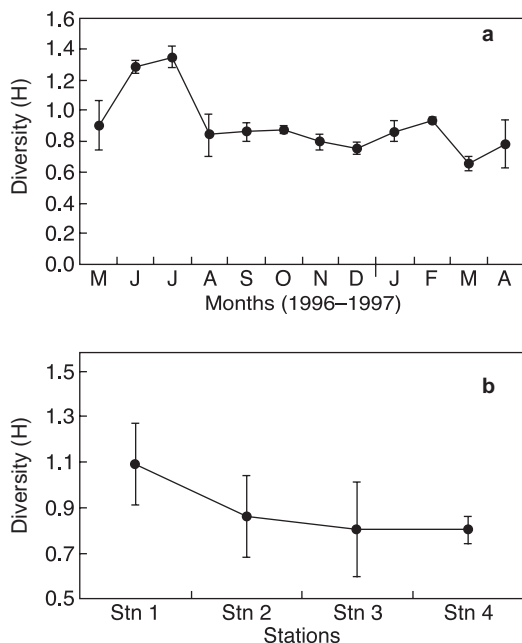 a
Diversity (H)
1.6
1.4
1.2
1.0
0.8
0.6
0.4
0.2
0.0
M J J A S O N D J F M A
Months (1996–1997)
b
Diversity (H)
1.5
1.3
1.1
0.9
0.7
0.5
Stn 1 Stn 2 Stn 3 Stn 4
Stations